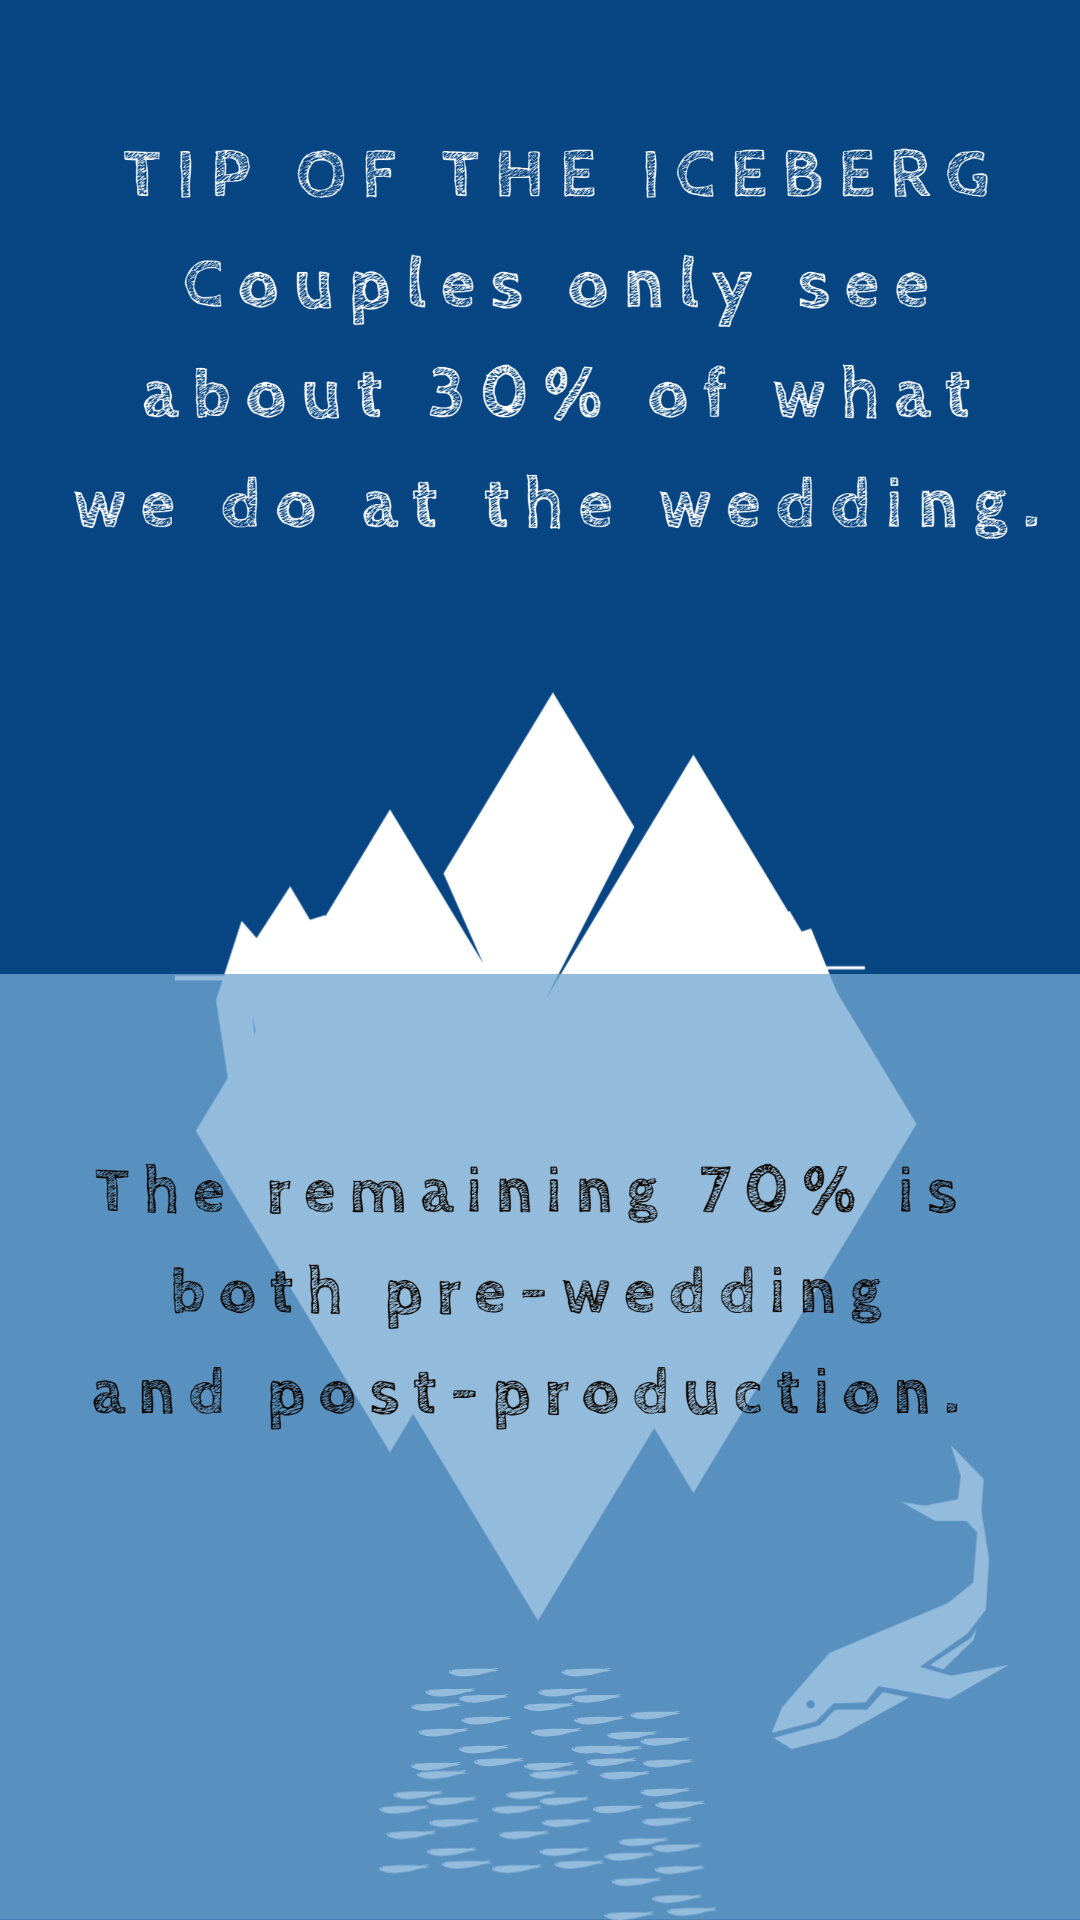 TIP OF THE ICEBERG
Couples only see
about 30% of what
we do at the wedding.
The remaining 70% is
both pre-wedding
and post-production.